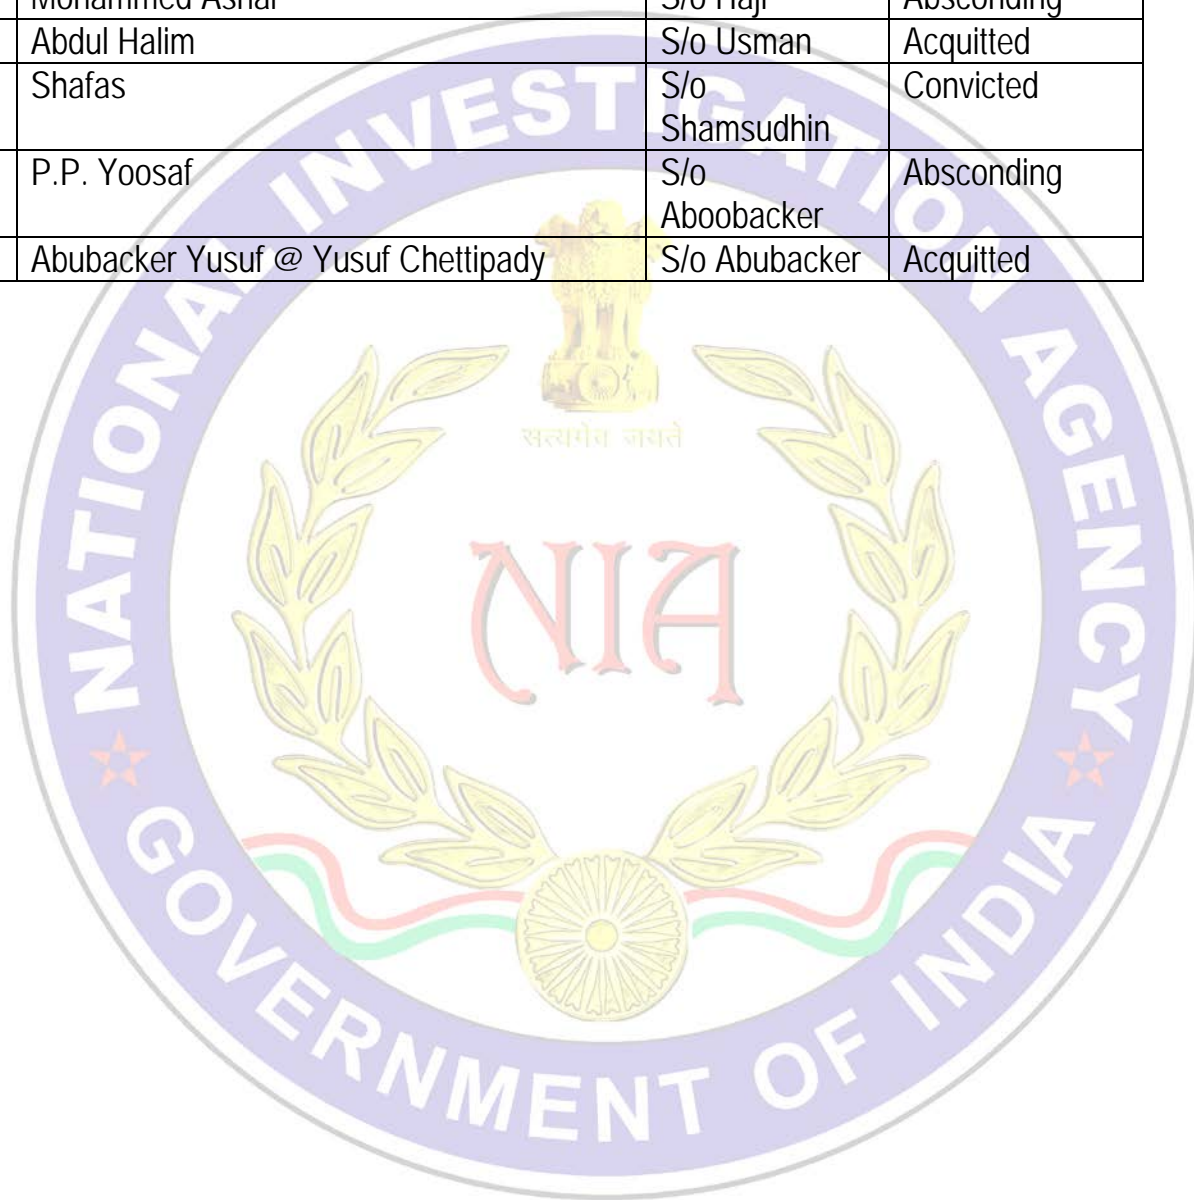 Mohammed Ashar S/o Haji Absconding
Abdul Halim S/o Usman Acquitted
Shafas S/o Convicted
Shamsudhin
P.P. Yoosaf S/o Absconding
Aboobacker
Abubacker Yusuf @ Yusuf Chettipady S/o Abubacker Acquitted
NATIONAL INVESTIGATION AGENCY
सत्यमेव जयते
NIA
GOVERNMENT OF INDIA